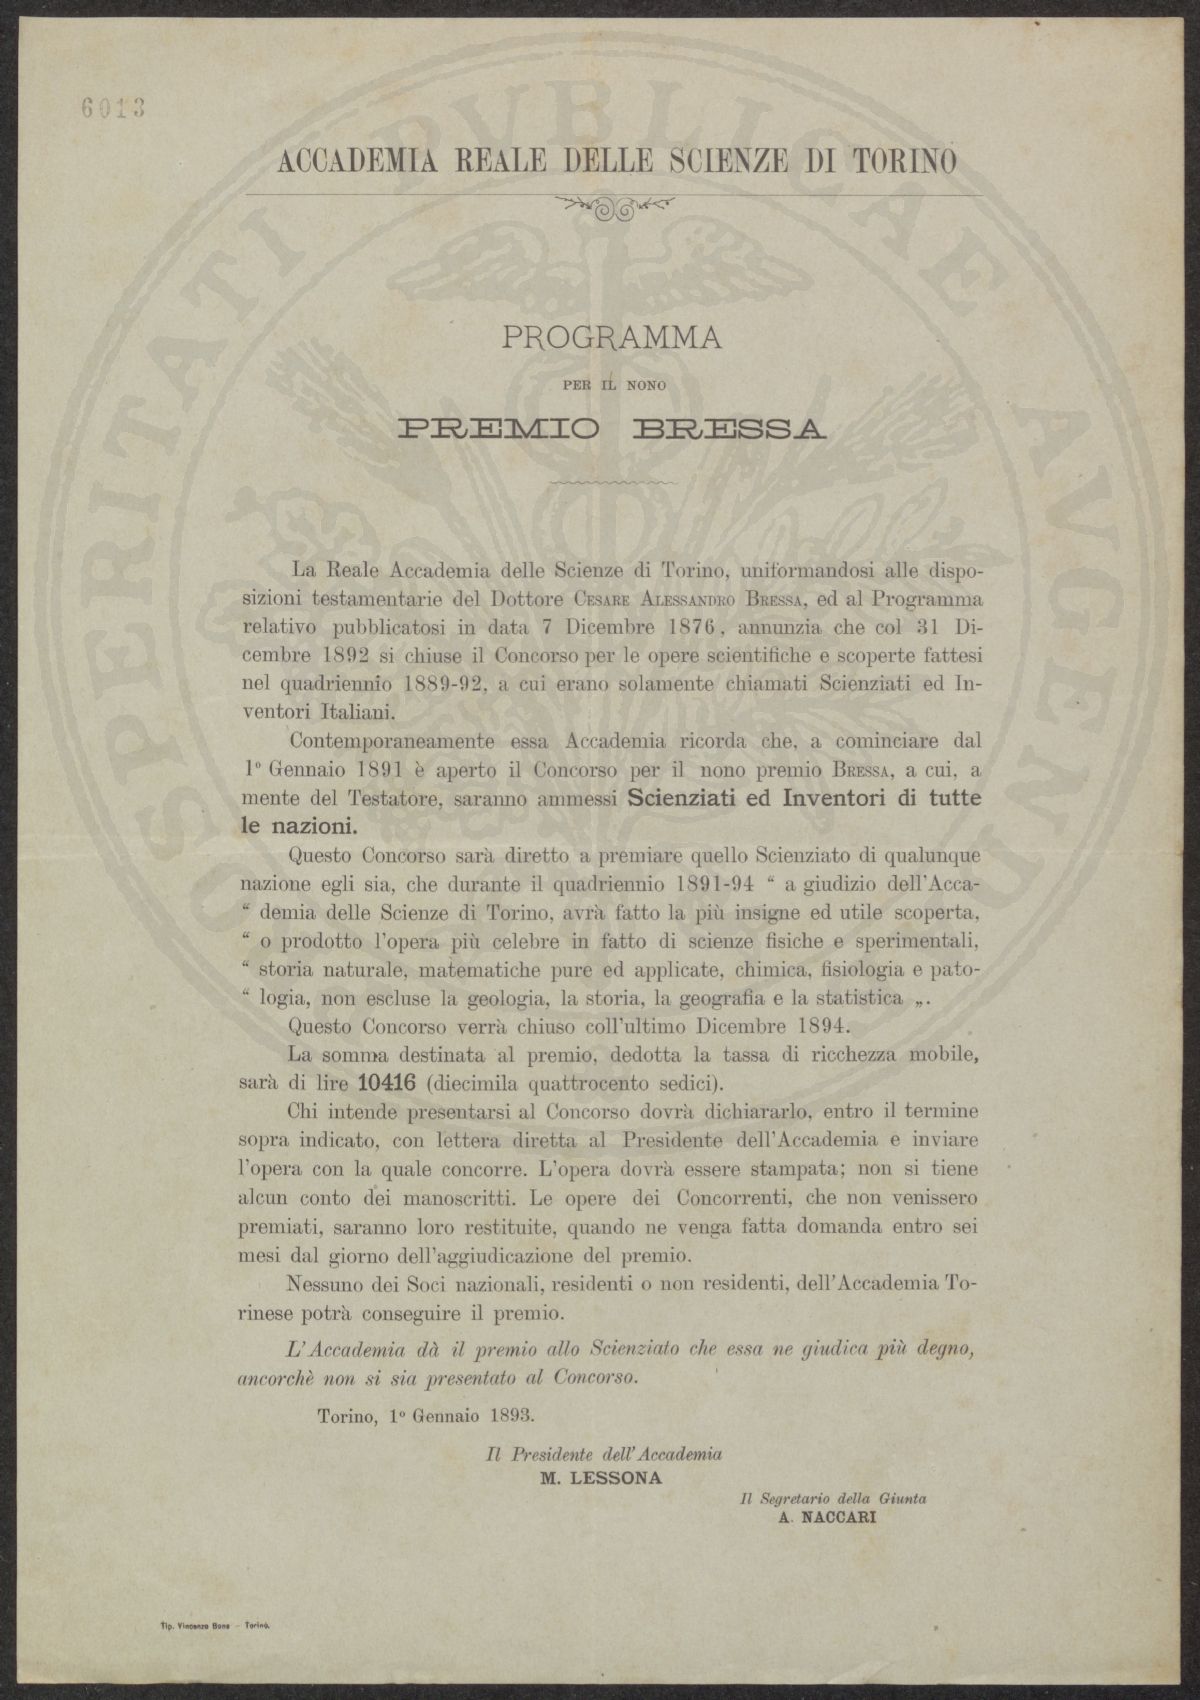 6013
ACCADEMIA REALE DELLE SCIENZE DI TORINO
PROGRAMMA
PER IL NONO
PREMIO BRESSA
La Reale Accademia delle Scienze di Torino, uniformandosi alle dispo-
sizioni testamentarie del Dottore CESARE ALESSANDRO BRESSA, ed al Programma
relativo pubblicatosi in data 7 Dicembre 1876, annunzia che col 31 Di-
cembre 1892 si chiuse il Concorso per le opere scientifiche e scoperte fattesi
nel quadriennio 1889-92, a cui erano solamente chiamati Scienziati ed In-
ventori Italiani.
Contemporaneamente essa Accademia ricorda che, a cominciare dal
1º Gennaio 1891 è aperto il Concorso per il nono premio BRESSA, a cui, a
mente del Testatore, saranno ammessi Scienziati ed Inventori di tutte
le nazioni.
Questo Concorso sarà diretto a premiare quello Scienziato di qualunque
nazione egli sia, che durante il quadriennio 1891-94 “ a giudizio dell'Acca-
“ demia delle Scienze di Torino, avrà fatto la più insigne ed utile scoperta,
“ o prodotto l'opera più celebre in fatto di scienze fisiche e sperimentali,
“ storia naturale, matematiche pure ed applicate, chimica, fisiologia e pato-
“ logia, non escluse la geologia, la storia, la geografia e la statistica „.
Questo Concorso verrà chiuso coll'ultimo Dicembre 1894.
La somma destinata al premio, dedotta la tassa di ricchezza mobile,
sarà di lire 10416 (diecimila quattrocento sedici).
Chi intende presentarsi al Concorso dovrà dichiararlo, entro il termine
sopra indicato, con lettera diretta al Presidente dell'Accademia e inviare
l'opera con la quale concorre. L'opera dovrà essere stampata; non si tiene
alcun conto dei manoscritti. Le opere dei Concorrenti, che non venissero
premiati, saranno loro restituite, quando ne venga fatta domanda entro sei
mesi dal giorno dell'aggiudicazione del premio.
Nessuno dei Soci nazionali, residenti o non residenti, dell'Accademia To-
rinese potrà conseguire il premio.
L'Accademia dà il premio allo Scienziato che essa ne giudica più degno,
ancorchè non si sia presentato al Concorso.
Torino, 1º Gennaio 1893.
Il Presidente dell'Accademia
M. LESSONA
Il Segretario della Giunta
A. NACCARI
Tip. Vincenzo Bona – Torino.